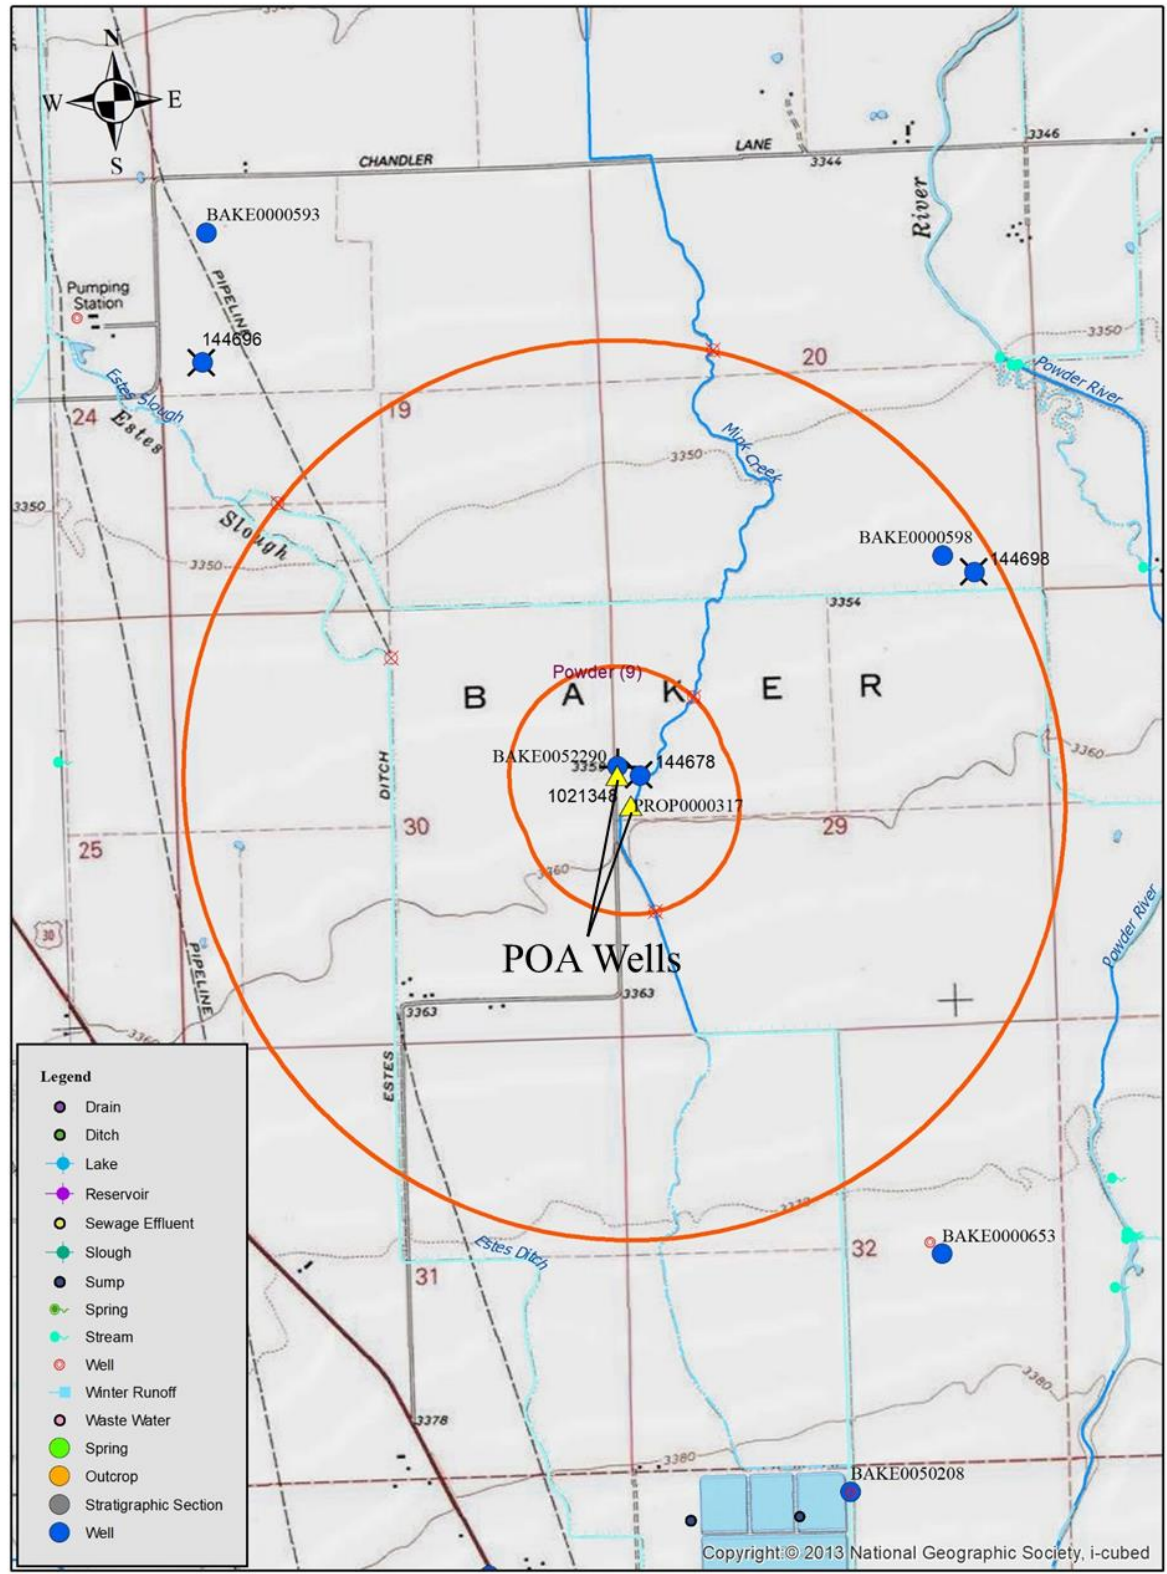 N
W E
S
CHANDLER
LANE
3344
3346
River
BAKE0000593
PIPELINE
Pumping
Station
144696
20
3350
Powder River
Estes Slough
24
Estes
19
Mink Creek
3350
3350
Slough
BAKE0000598
144698
3350
3354
Powder (9)
B A K E R
3360
BAKE0052290
144678
DITCH
1021348
PROP0000317
30
29
25
3360
30
Powder River
PIPELINE
POA Wells
3363
3363
3360
ESTES
Legend
Drain
Ditch
Lake
Reservoir
Sewage Effluent
Slough
Sump
Spring
Stream
Well
Winter Runoff
Waste Water
Spring
Outcrop
Stratigraphic Section
Well
Estes Ditch
32
BAKE0000653
31
3380
3378
3380
BAKE0050208
Copyright:© 2013 National Geographic Society, i-cubed